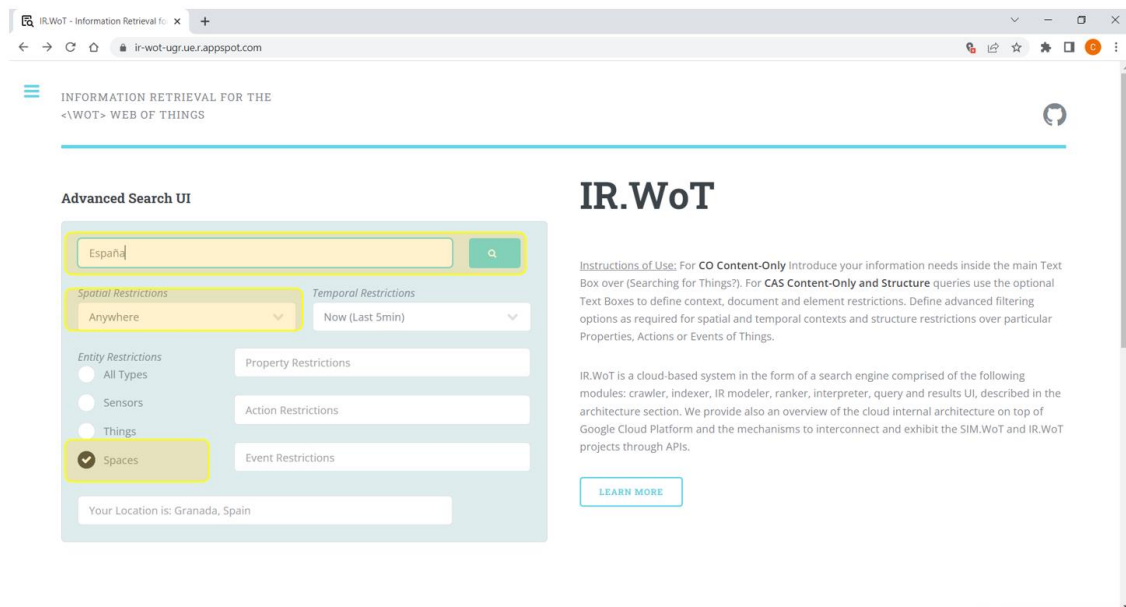 IR.WoT - Information Retrieval fo
ir-wot-ugr.ue.r.appspot.com
C
INFORMATION RETRIEVAL FOR THE
<\WOT> WEB OF THINGS
Advanced Search UI
España
Spatial Restrictions
Temporal Restrictions
Anywhere
Now (Last 5min)
Entity Restrictions
All Types
Sensors
Things
Spaces
Property Restrictions
Action Restrictions
Event Restrictions
Your Location is: Granada, Spain
IR.WoT
Instructions of Use: For CO Content-Only Introduce your information needs inside the main Text
Box over (Searching for Things?). For CAS Content-Only and Structure queries use the optional
Text Boxes to define context, document and element restrictions. Define advanced filtering
options as required for spatial and temporal contexts and structure restrictions over particular
Properties, Actions or Events of Things.
IR.WoT is a cloud-based system in the form of a search engine comprised of the following
modules: crawler, indexer, IR modeler, ranker, interpreter, query and results UI, described in the
architecture section. We provide also an overview of the cloud internal architecture on top of
Google Cloud Platform and the mechanisms to interconnect and exhibit the SIM.WoT and IR.WoT
projects through APIs.
LEARN MORE